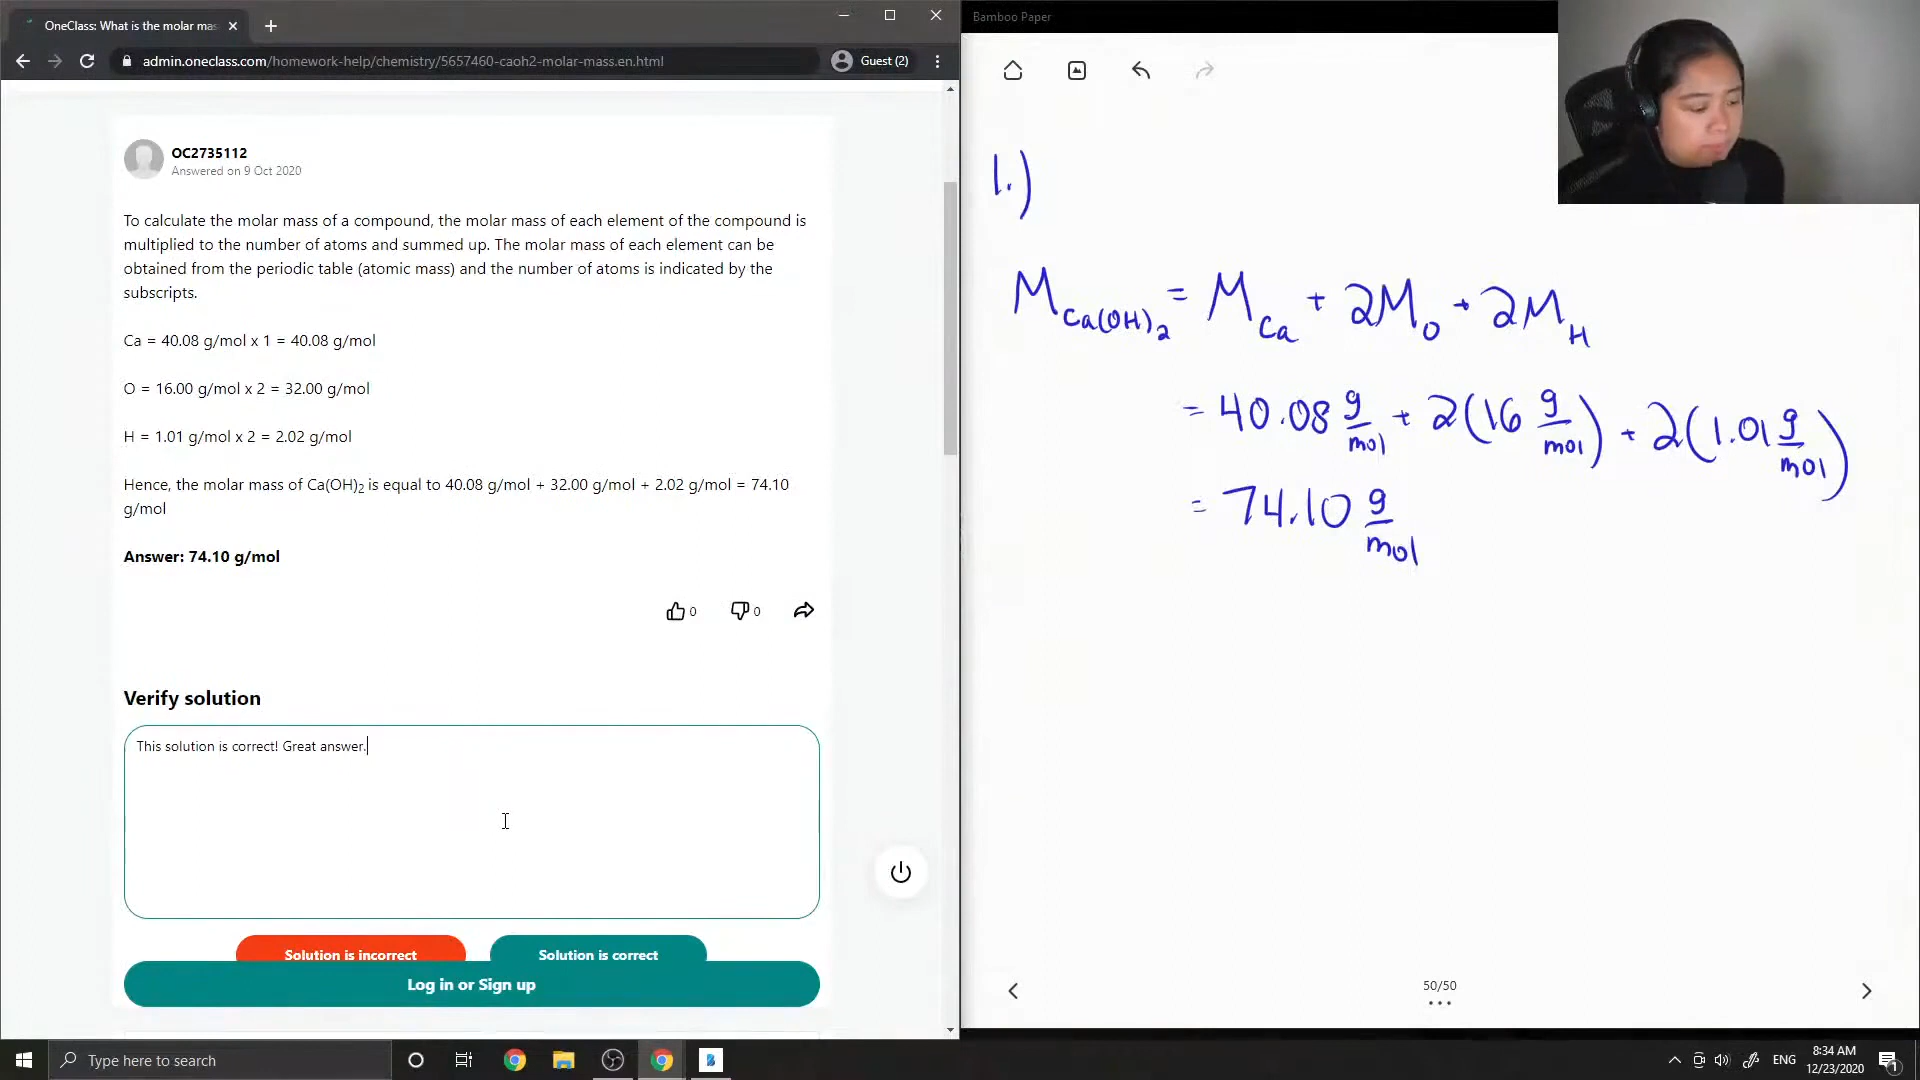 OneClass: What is the molar mas
admin.oneclass.com/homework-help/chemistry/5657460-caoh2-molar-mass.en.html
Guest (2)
OC2735112
Answered on 9 Oct 2020
To calculate the molar mass of a compound, the molar mass of each element of the compound is
multiplied to the number of atoms and summed up. The molar mass of each element can be
obtained from the periodic table (atomic mass) and the number of atoms is indicated by the
subscripts.
Ca = 40.08 g/mol x 1 = 40.08 g/mol
O = 16.00 g/mol x 2 = 32.00 g/mol
H = 1.01 g/mol x 2 = 2.02 g/mol
Hence, the molar mass of Ca(OH)₂ is equal to 40.08 g/mol + 32.00 g/mol + 2.02 g/mol = 74.10
g/mol
Answer: 74.10 g/mol
0 0
Verify solution
This solution is correct! Great answer.
Solution is incorrect Solution is correct
Log in or Sign up
Bamboo Paper
1.)
M Ca(OH)₂ = M Ca + 2M O + 2M H
= 40.08 g/mol + 2(16 g/mol) + 2(1.01 g/mol)
= 74.10 g/mol
50/50
Type here to search
ENG
8:34 AM
12/23/2020
1